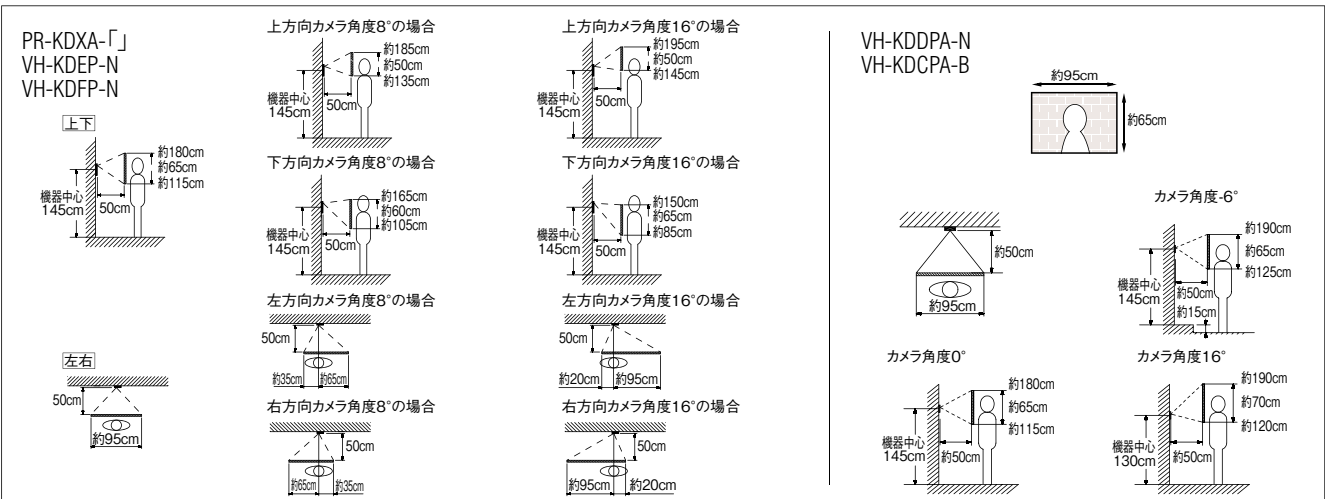 PR-KDXA-「」
VH-KDEP-N
VH-KDFP-N
上下
約180cm
約65cm
約115cm
機器中心
145cm
50cm
左右
50cm
約95cm
上方向カメラ角度8°の場合
約185cm
約50cm
約135cm
機器中心
145cm
50cm
上方向カメラ角度16°の場合
約195cm
約50cm
約145cm
機器中心
145cm
50cm
下方向カメラ角度8°の場合
約165cm
約60cm
約105cm
機器中心
145cm
50cm
下方向カメラ角度16°の場合
約150cm
約65cm
約85cm
機器中心
145cm
50cm
左方向カメラ角度8°の場合
50cm
約35cm
約65cm
左方向カメラ角度16°の場合
50cm
約20cm
約95cm
右方向カメラ角度8°の場合
50cm
約65cm
約35cm
右方向カメラ角度16°の場合
50cm
約95cm
約20cm
VH-KDDPA-N
VH-KDCPA-B
約95cm
約65cm
約50cm
約95cm
カメラ角度-6°
約190cm
約65cm
約125cm
機器中心
145cm
約50cm
約15cm
カメラ角度0°
約180cm
約65cm
約115cm
機器中心
145cm
約50cm
カメラ角度16°
約190cm
約70cm
約120cm
機器中心
130cm
約50cm